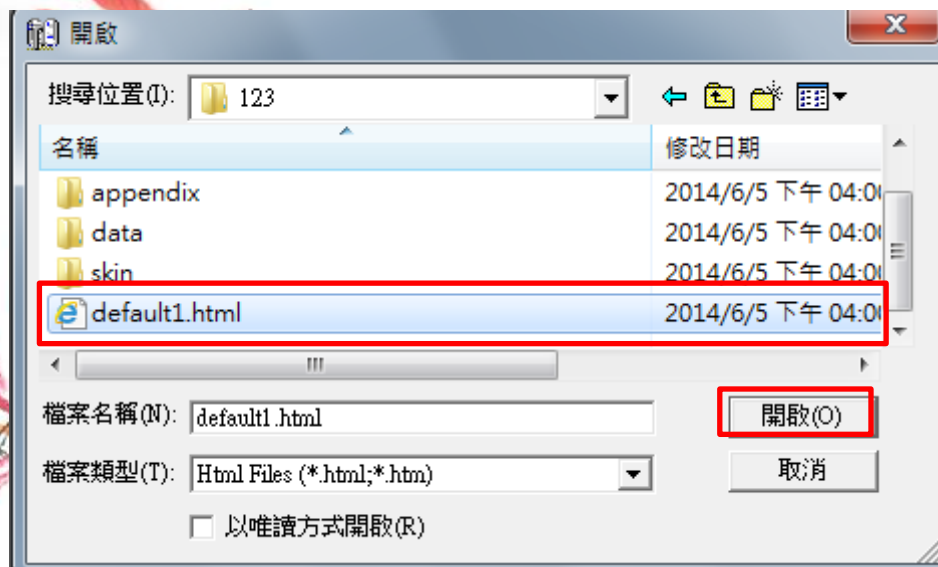 開啟
搜尋位置(I): 123
名稱 修改日期
appendix 2014/6/5 下午 04:0
data 2014/6/5 下午 04:0
skin 2014/6/5 下午 04:0
default1.html 2014/6/5 下午 04:0
檔案名稱(N): default1.html 開啟(O)
檔案類型(T): Html Files (*.html;*.htm) 取消
以唯讀方式開啟(R)